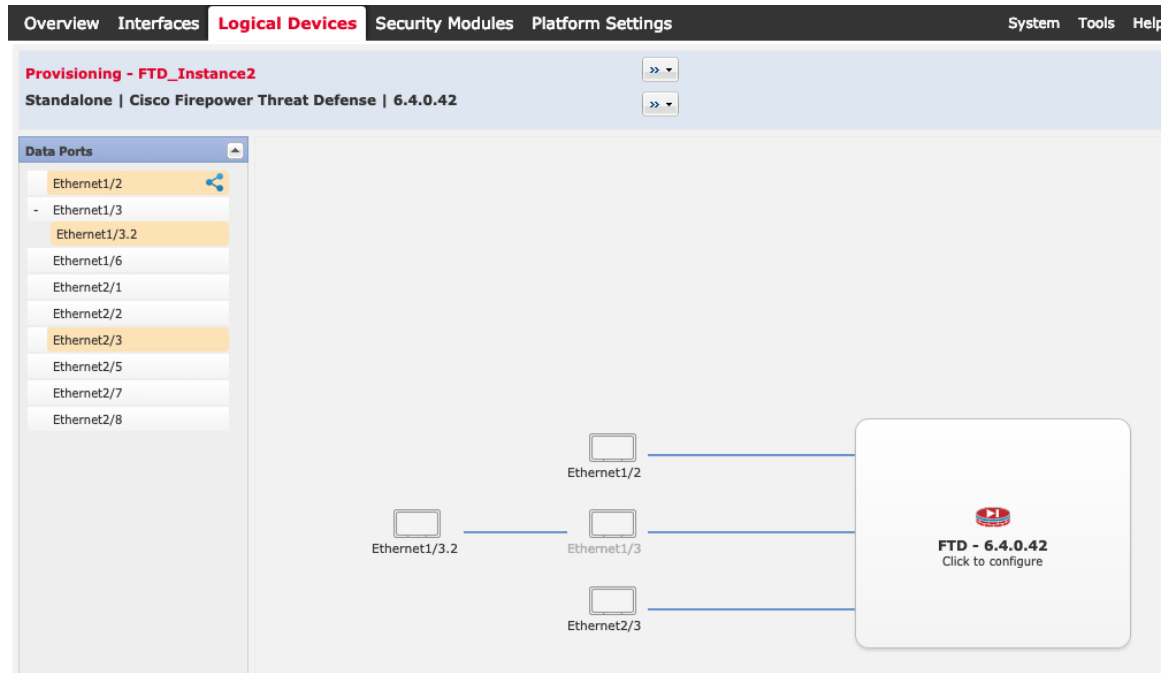 Overview Interfaces Logical Devices Security Modules Platform Settings System Tools Help
Provisioning - FTD_Instance2
Standalone | Cisco Firepower Threat Defense | 6.4.0.42
Data Ports
Ethernet1/2
- Ethernet1/3
Ethernet1/3.2
Ethernet1/6
Ethernet2/1
Ethernet2/2
Ethernet2/3
Ethernet2/5
Ethernet2/7
Ethernet2/8
Ethernet1/2
Ethernet1/3.2
Ethernet1/3
Ethernet2/3
FTD - 6.4.0.42
Click to configure